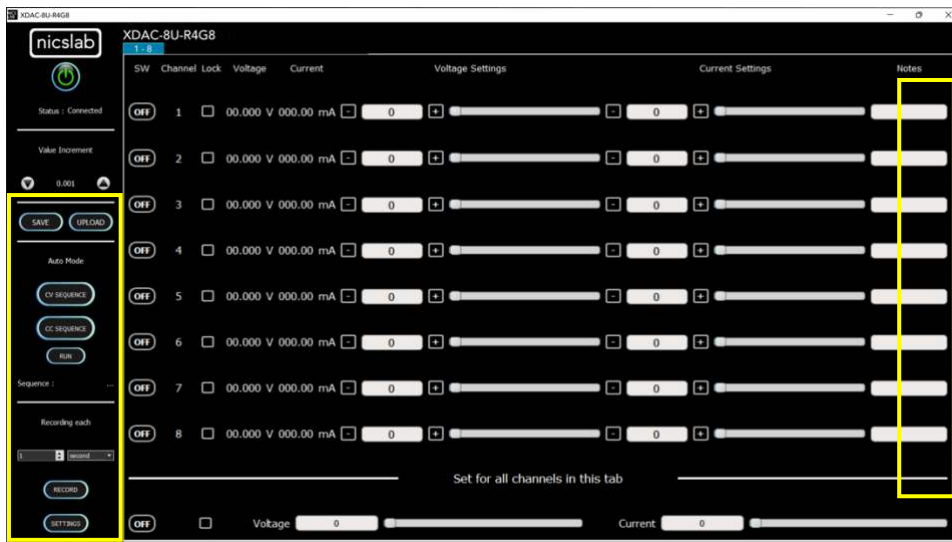 XDAC-8U-R4G8
nicslab
XDAC-8U-R4G8
1 - 8
SW Channel Lock Voltage Current Voltage Settings Current Settings Notes
Status : Connected
OFF 1 00.000 V 000.00 mA - 0 + - 0 +
Value Increment
OFF 2 00.000 V 000.00 mA - 0 + - 0 +
0.001
OFF 3 00.000 V 000.00 mA - 0 + - 0 +
SAVE UPLOAD
OFF 4 00.000 V 000.00 mA - 0 + - 0 +
Auto Mode
CV SEQUENCE
OFF 5 00.000 V 000.00 mA - 0 + - 0 +
CC SEQUENCE
OFF 6 00.000 V 000.00 mA - 0 + - 0 +
RUN
Sequence : ...
OFF 7 00.000 V 000.00 mA - 0 + - 0 +
Recording each
OFF 8 00.000 V 000.00 mA - 0 + - 0 +
1 second
Set for all channels in this tab
RECORD
SETTINGS
OFF Voltage 0 Current 0